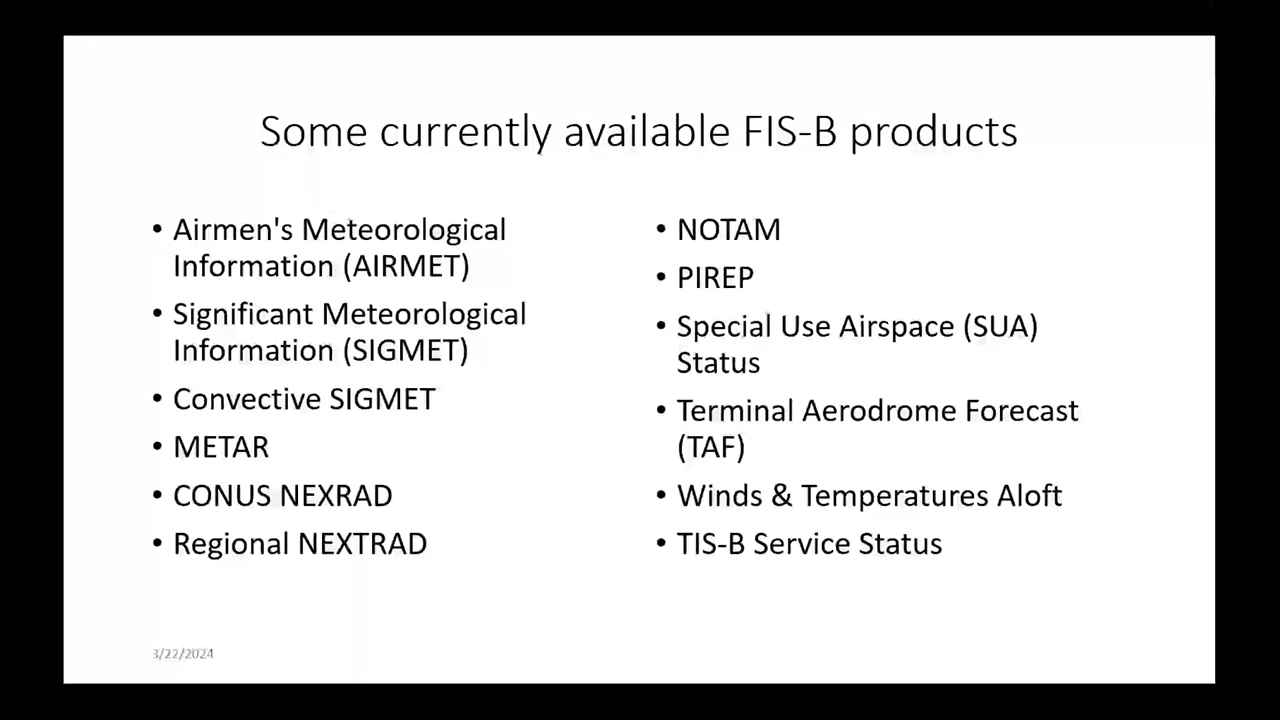 Some currently available FIS-B products
• Airmen's Meteorological
Information (AIRMET)
• Significant Meteorological
Information (SIGMET)
• Convective SIGMET
• METAR
• CONUS NEXRAD
• Regional NEXTRAD
• NOTAM
• PIREP
• Special Use Airspace (SUA)
Status
• Terminal Aerodrome Forecast
(TAF)
• Winds & Temperatures Aloft
• TIS-B Service Status
3/22/2024